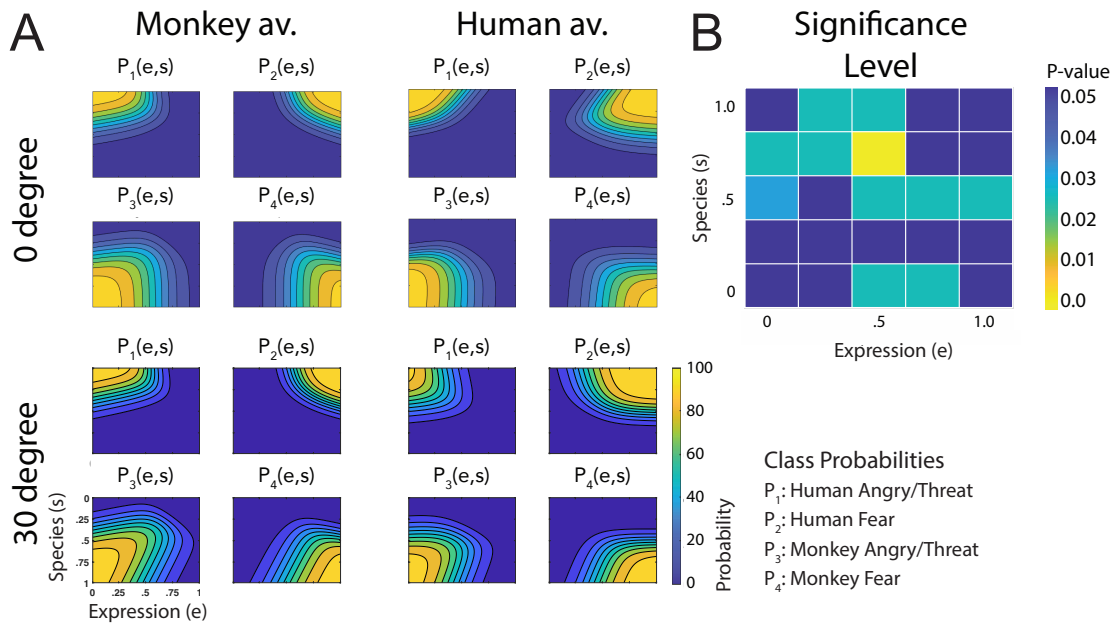 A
Monkey av.
Human av.
0 degree
P1(e,s)
P2(e,s)
P1(e,s)
P2(e,s)
P3(e,s)
P4(e,s)
P3(e,s)
P4(e,s)
30 degree
P1(e,s)
P2(e,s)
P1(e,s)
P2(e,s)
P3(e,s)
P4(e,s)
P3(e,s)
P4(e,s)
Species (s)
0
.25
.5
.75
1
0 .25 .5 .75 1
Expression (e)
100
80
60
40
20
0
Probability
B
Significance
Level
P-value
0.05
0.04
0.03
0.02
0.01
0.0
Species (s)
1.0
.5
0
0 .5 1.0
Expression (e)
Class Probabilities
P1: Human Angry/Threat
P2: Human Fear
P3: Monkey Angry/Threat
P4: Monkey Fear